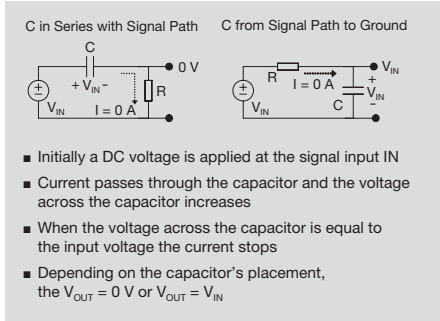 C in Series with Signal Path
C from Signal Path to Ground
C
+ VIN -
0 V
R
VIN
I = 0 A
R
I = 0 A
VIN
+
VIN
-
C
VIN
■ Initially a DC voltage is applied at the signal input IN
■ Current passes through the capacitor and the voltage
across the capacitor increases
■ When the voltage across the capacitor is equal to
the input voltage the current stops
■ Depending on the capacitor's placement,
the VOUT = 0 V or VOUT = VIN